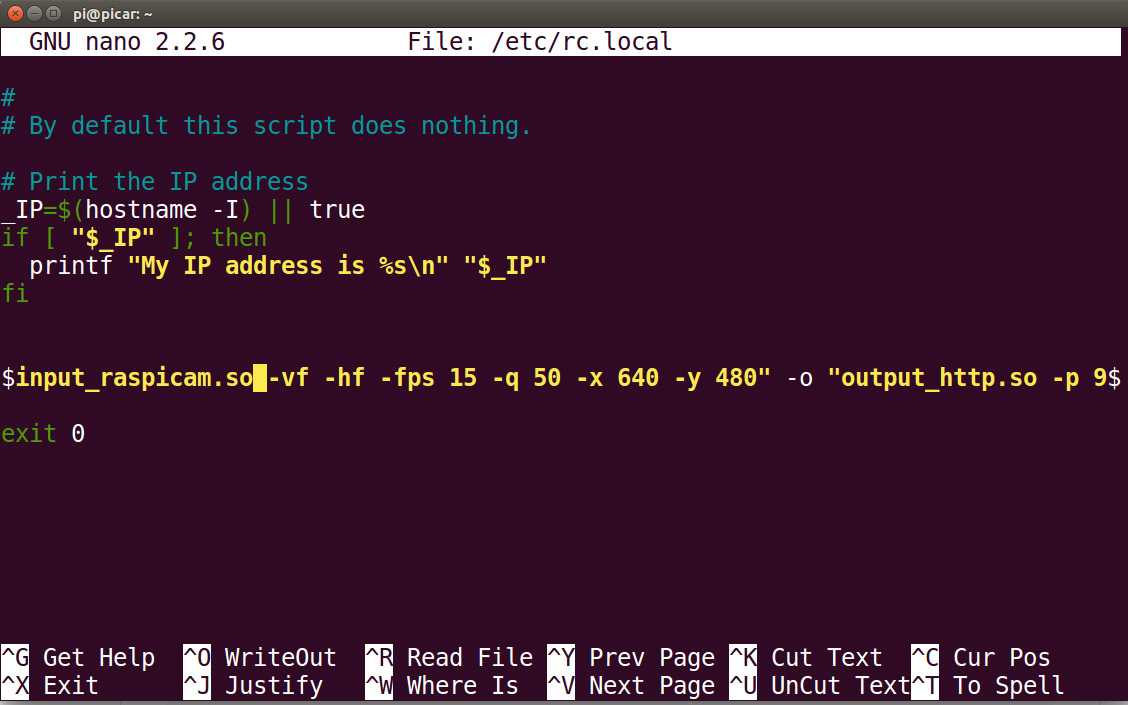 pi@picar: ~
GNU nano 2.2.6 File: /etc/rc.local
#
# By default this script does nothing.
# Print the IP address
_IP=$(hostname -I) || true
if [ "$_IP" ]; then
printf "My IP address is %s\n" "$_IP"
fi
$input_raspicam.so -vf -hf -fps 15 -q 50 -x 640 -y 480" -o "output_http.so -p 9$
exit 0
^G Get Help ^O WriteOut ^R Read File ^Y Prev Page ^K Cut Text ^C Cur Pos
^X Exit ^J Justify ^W Where Is ^V Next Page ^U UnCut Text ^T To Spell